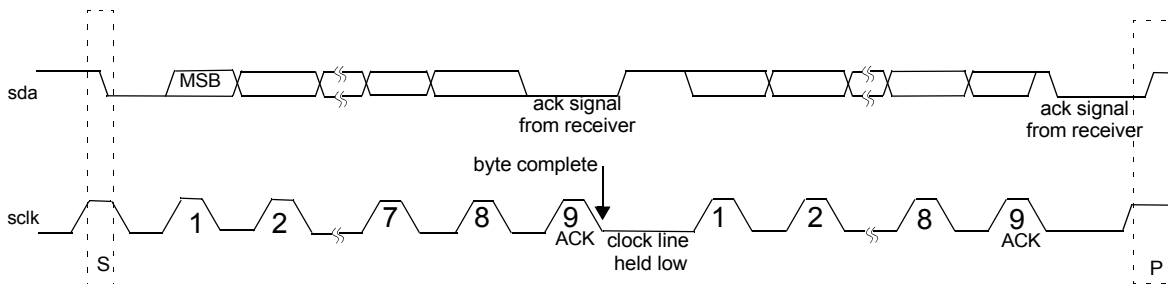 MSB
sda
ack signal
from receiver
ack signal
from receiver
byte complete
sclk
1
2
7
8
9
ACK
clock line
held low
1
2
8
9
ACK
S
P